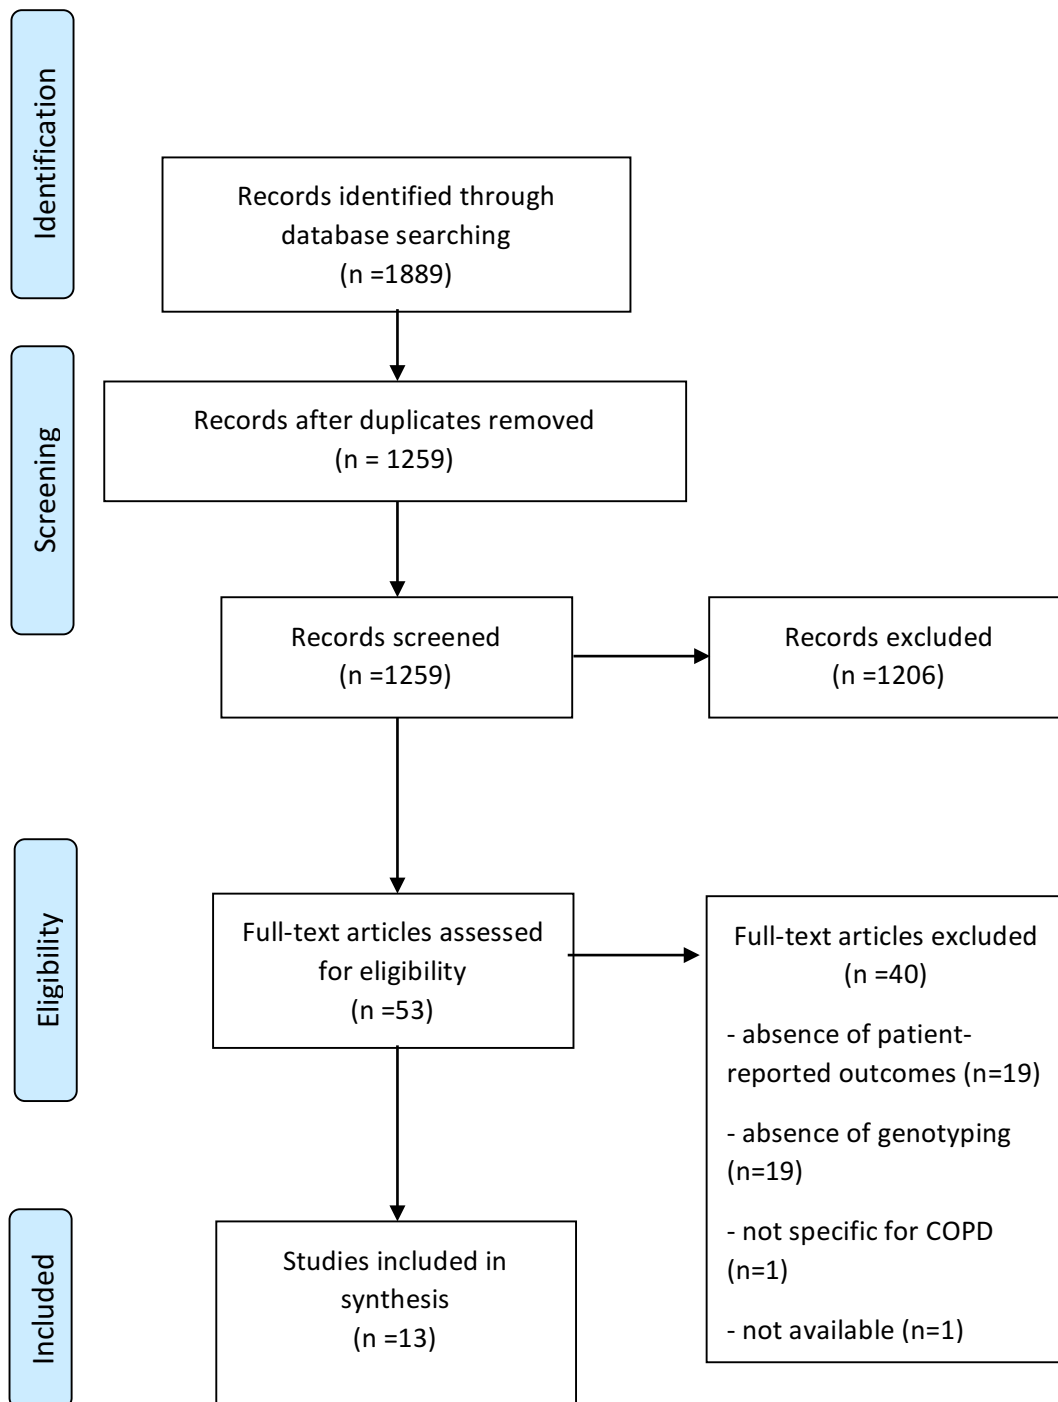 Identification
Records identified through
database searching
(n =1889)
Screening
Records after duplicates removed
(n = 1259)
Records screened
(n =1259)
Records excluded
(n =1206)
Eligibility
Full-text articles assessed
for eligibility
(n =53)
Full-text articles excluded
(n =40)
- absence of patient-
reported outcomes (n=19)
- absence of genotyping
(n=19)
- not specific for COPD
(n=1)
- not available (n=1)
Included
Studies included in
synthesis
(n =13)